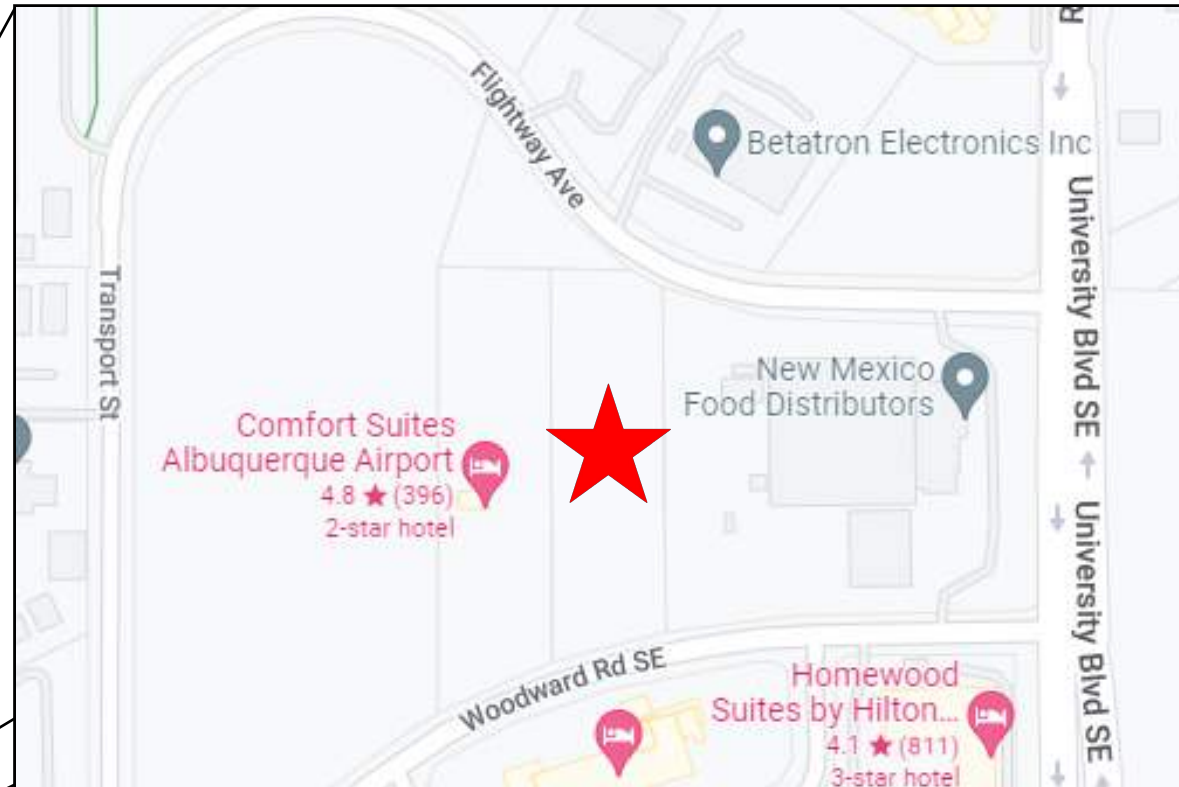 R
Flightway Ave
Betatron Electronics Inc
University Blvd SE
Transport St
New Mexico
Food Distributors
Comfort Suites
Albuquerque Airport
4.8 ★ (396)
2-star hotel
University Blvd SE
Woodward Rd SE
Homewood
Suites by Hilton...
4.1 ★ (811)
3-star hotel